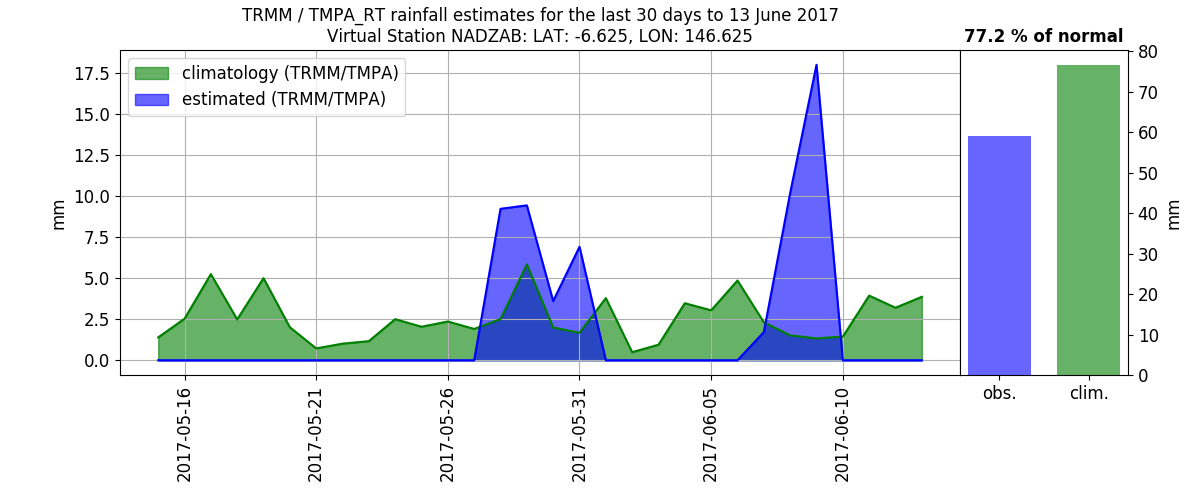 TRMM / TMPA_RT rainfall estimates for the last 30 days to 13 June 2017
Virtual Station NADZAB: LAT: -6.625, LON: 146.625
77.2 % of normal
climatology (TRMM/TMPA)
estimated (TRMM/TMPA)
17.5
15.0
12.5
10.0
7.5
5.0
2.5
0.0
mm
2017-05-16
2017-05-21
2017-05-26
2017-05-31
2017-06-05
2017-06-10
80
70
60
50
40
30
20
10
0
mm
obs.
clim.